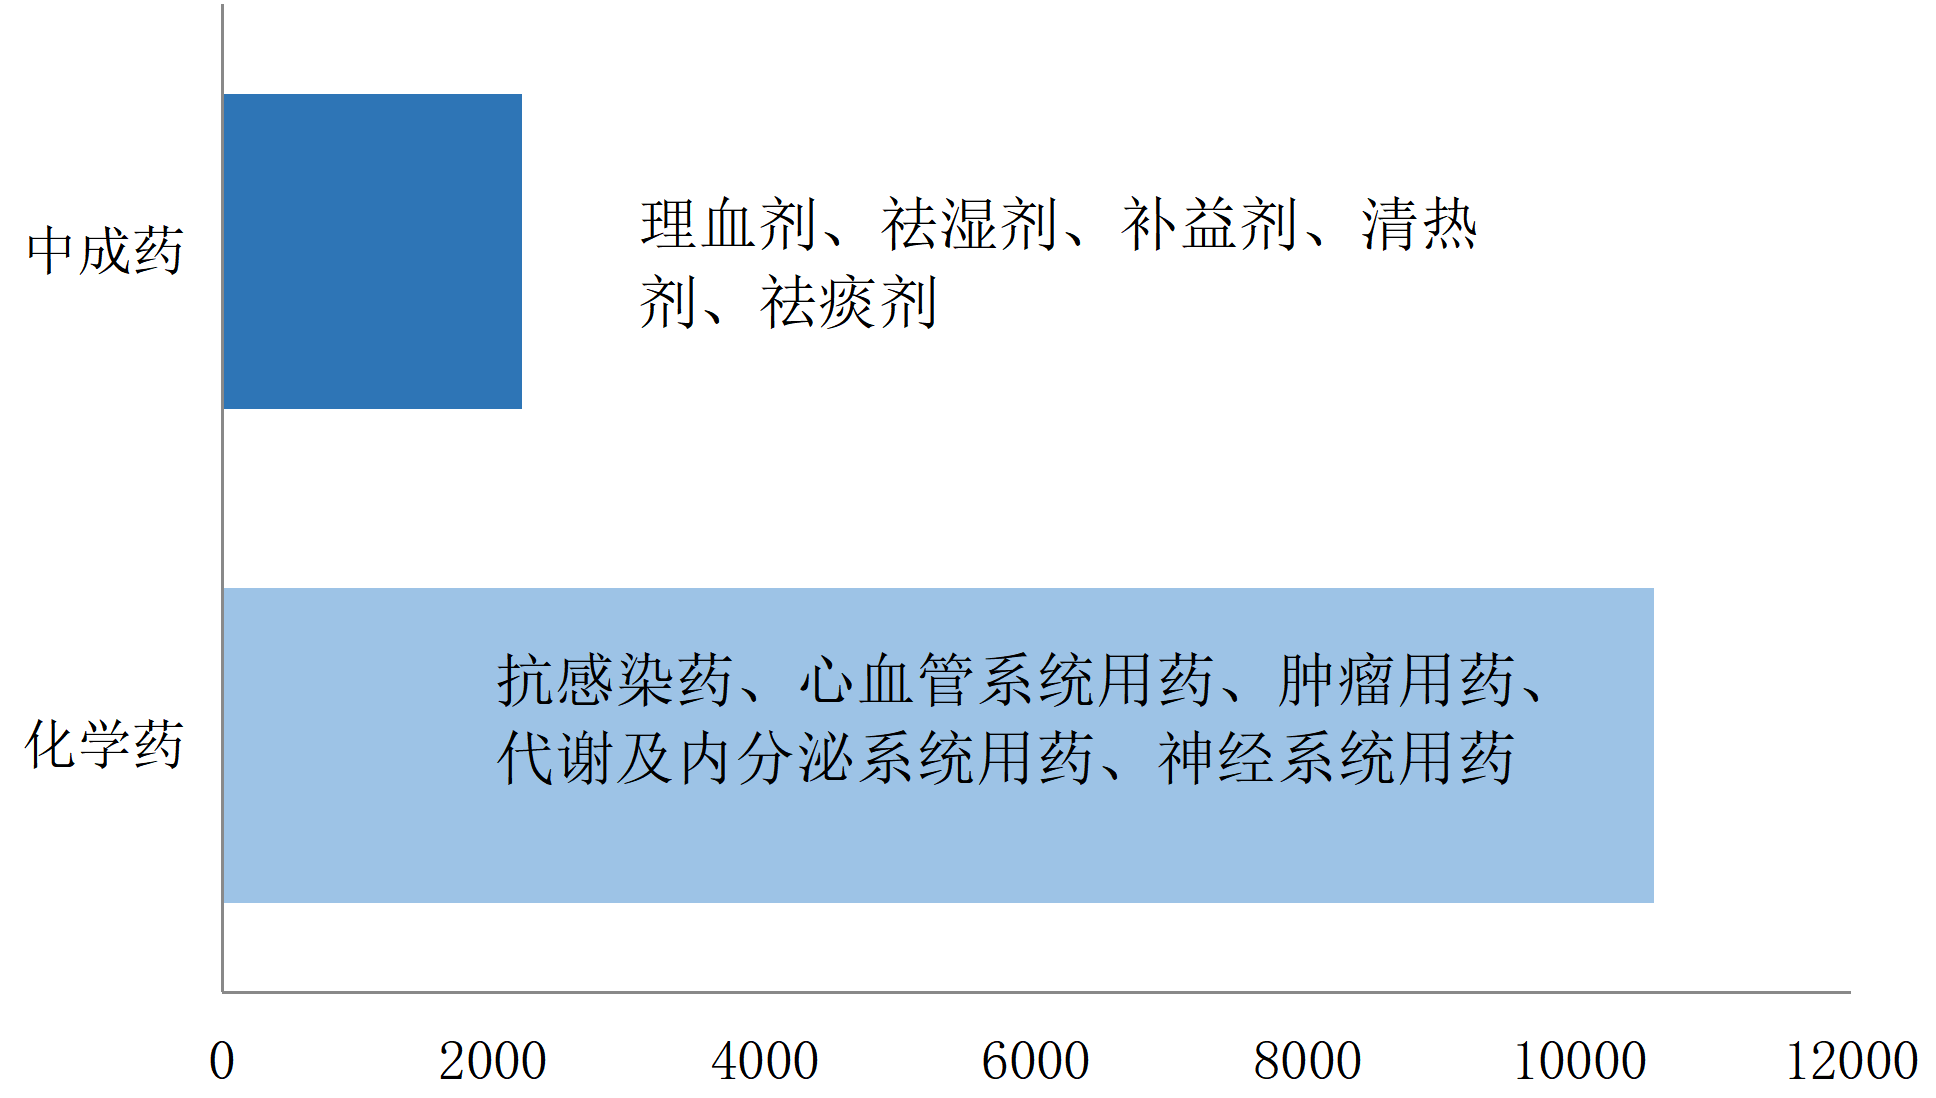 中成药
理血剂、祛湿剂、补益剂、清热
剂、祛痰剂
化学药
抗感染药、心血管系统用药、肿瘤用药、
代谢及内分泌系统用药、神经系统用药
0 2000 4000 6000 8000 10000 12000